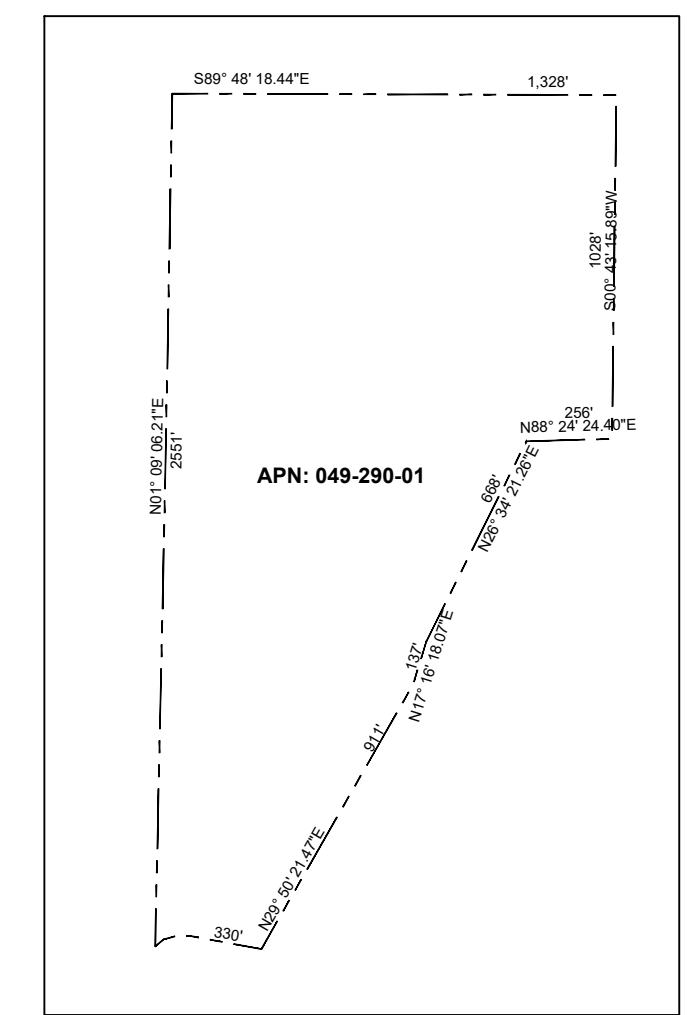 S89° 48' 18.44"E
1,328'
1028'
S00° 43' 15.89"W
N01° 09' 06.21"E
2551'
256'
N88° 24' 24.40"E
APN: 049-290-01
668'
N26° 34' 21.26"E
137'
N17° 16' 18.07"E
911'
N29° 50' 21.47"E
330'